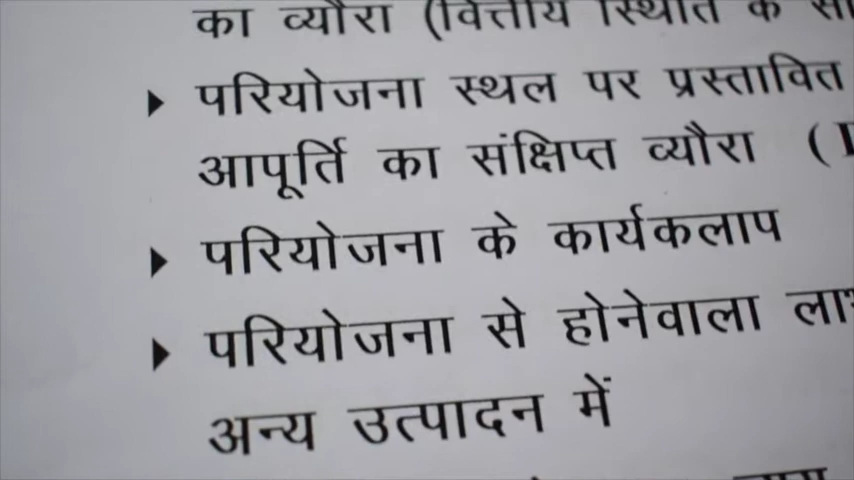 का व्यौरा (वित्तीय स्थिति के
परियोजना स्थल पर प्रस्तावित
आपूर्ति का संक्षिप्त व्यौरा (
परियोजना के कार्यकलाप
परियोजना से होनेवाला
अन्य उत्पादन में